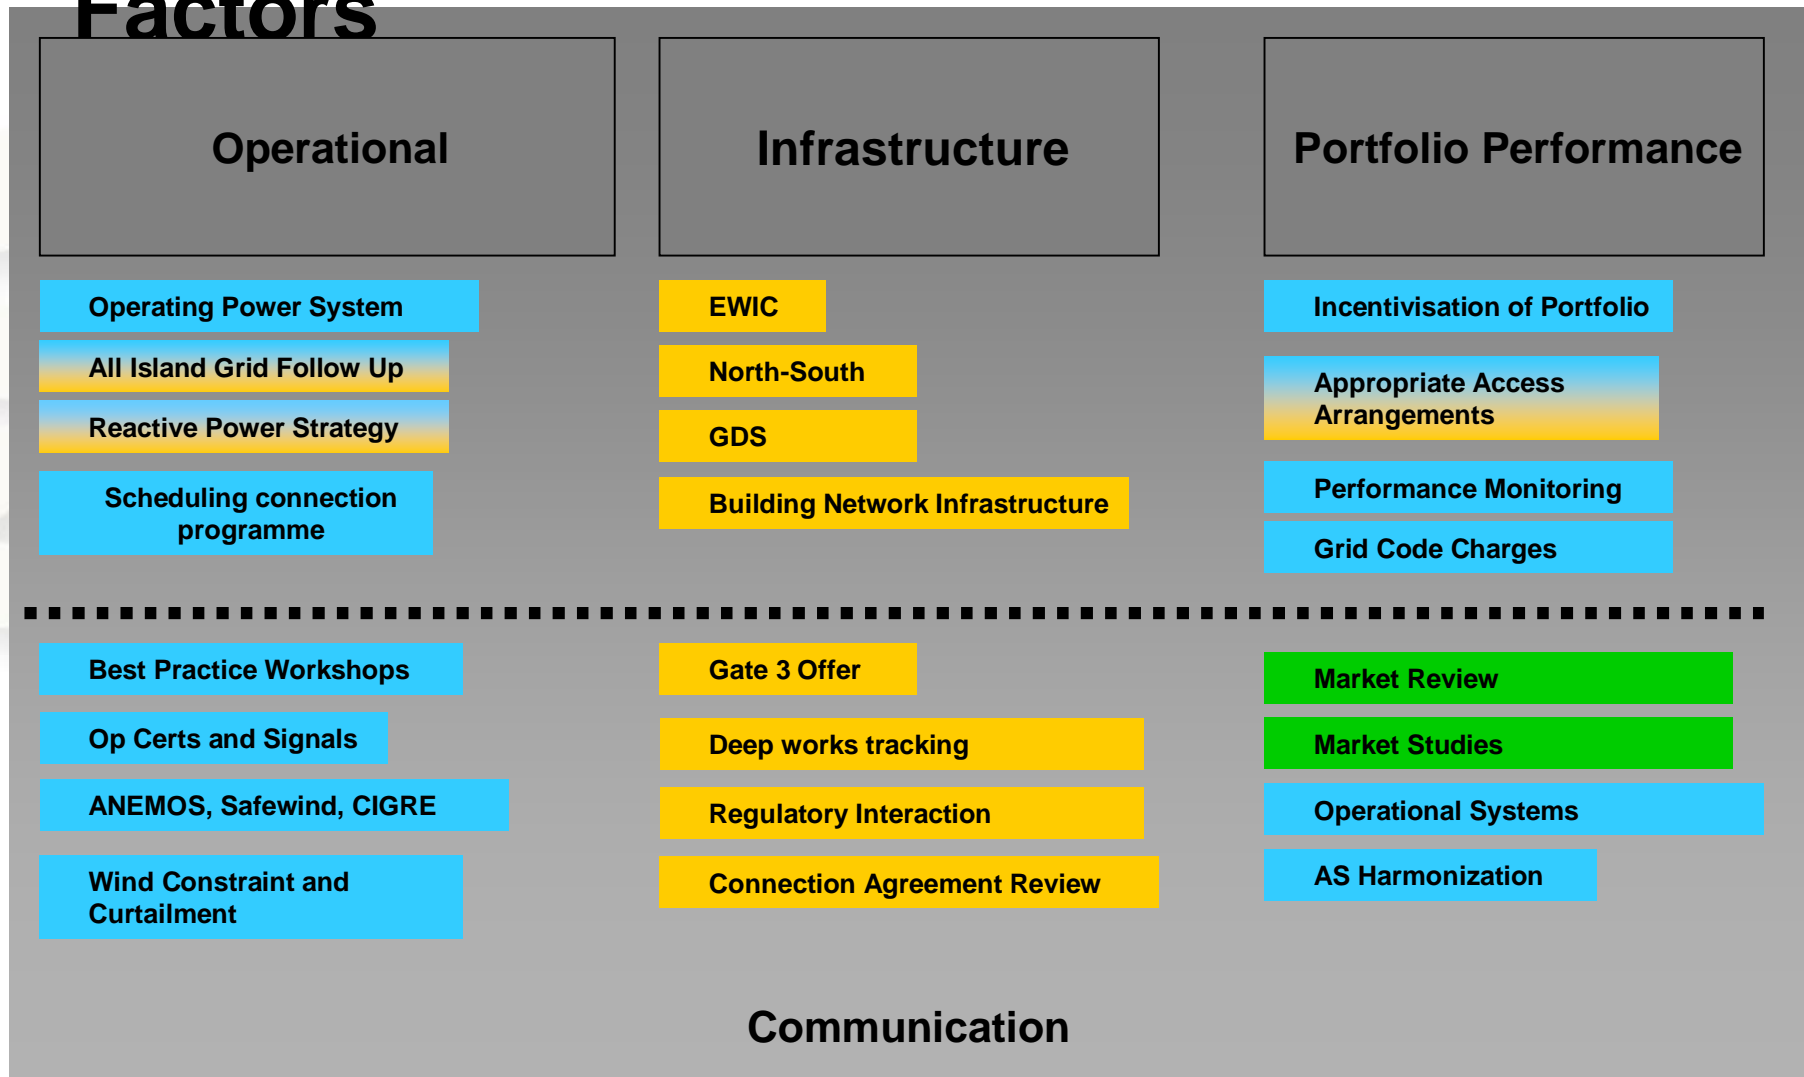 Factors
Operational
Infrastructure
Portfolio Performance
Operating Power System
All Island Grid Follow Up
Reactive Power Strategy
Scheduling connection
programme
EWIC
North-South
GDS
Building Network Infrastructure
Incentivisation of Portfolio
Appropriate Access
Arrangements
Performance Monitoring
Grid Code Charges
Best Practice Workshops
Op Certs and Signals
ANEMOS, Safewind, CIGRE
Wind Constraint and
Curtailment
Gate 3 Offer
Deep works tracking
Regulatory Interaction
Connection Agreement Review
Market Review
Market Studies
Operational Systems
AS Harmonization
Communication